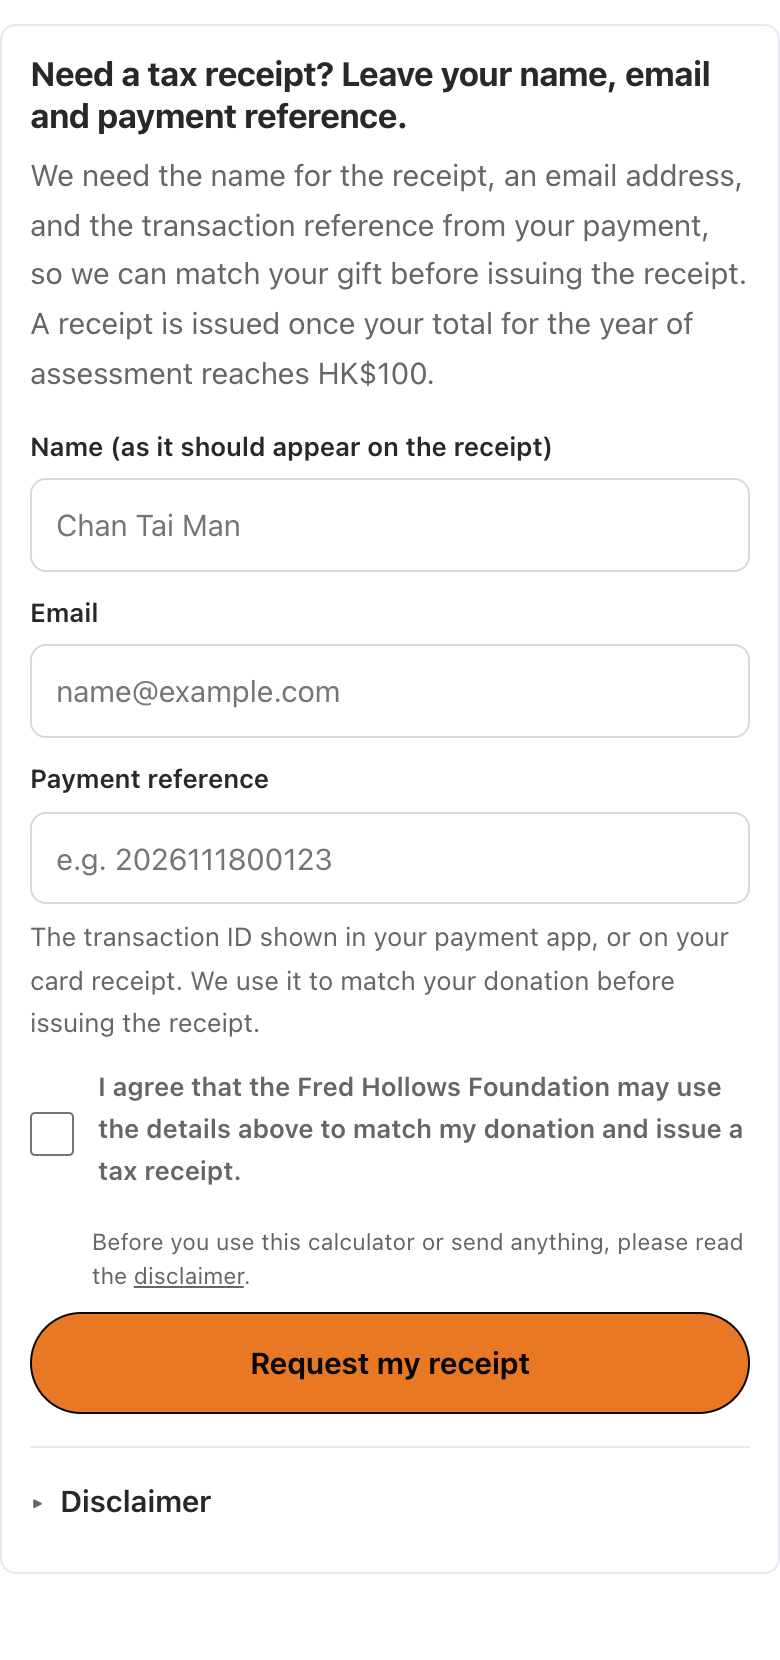 Need a tax receipt? Leave your name, email
and payment reference.
We need the name for the receipt, an email address,
and the transaction reference from your payment,
so we can match your gift before issuing the receipt.
A receipt is issued once your total for the year of
assessment reaches HK$100.
Name (as it should appear on the receipt)
Chan Tai Man
Email
name@example.com
Payment reference
e.g. 2026111800123
The transaction ID shown in your payment app, or on your
card receipt. We use it to match your donation before
issuing the receipt.
I agree that the Fred Hollows Foundation may use
the details above to match my donation and issue a
tax receipt.
Before you use this calculator or send anything, please read
the disclaimer.
Request my receipt
Disclaimer